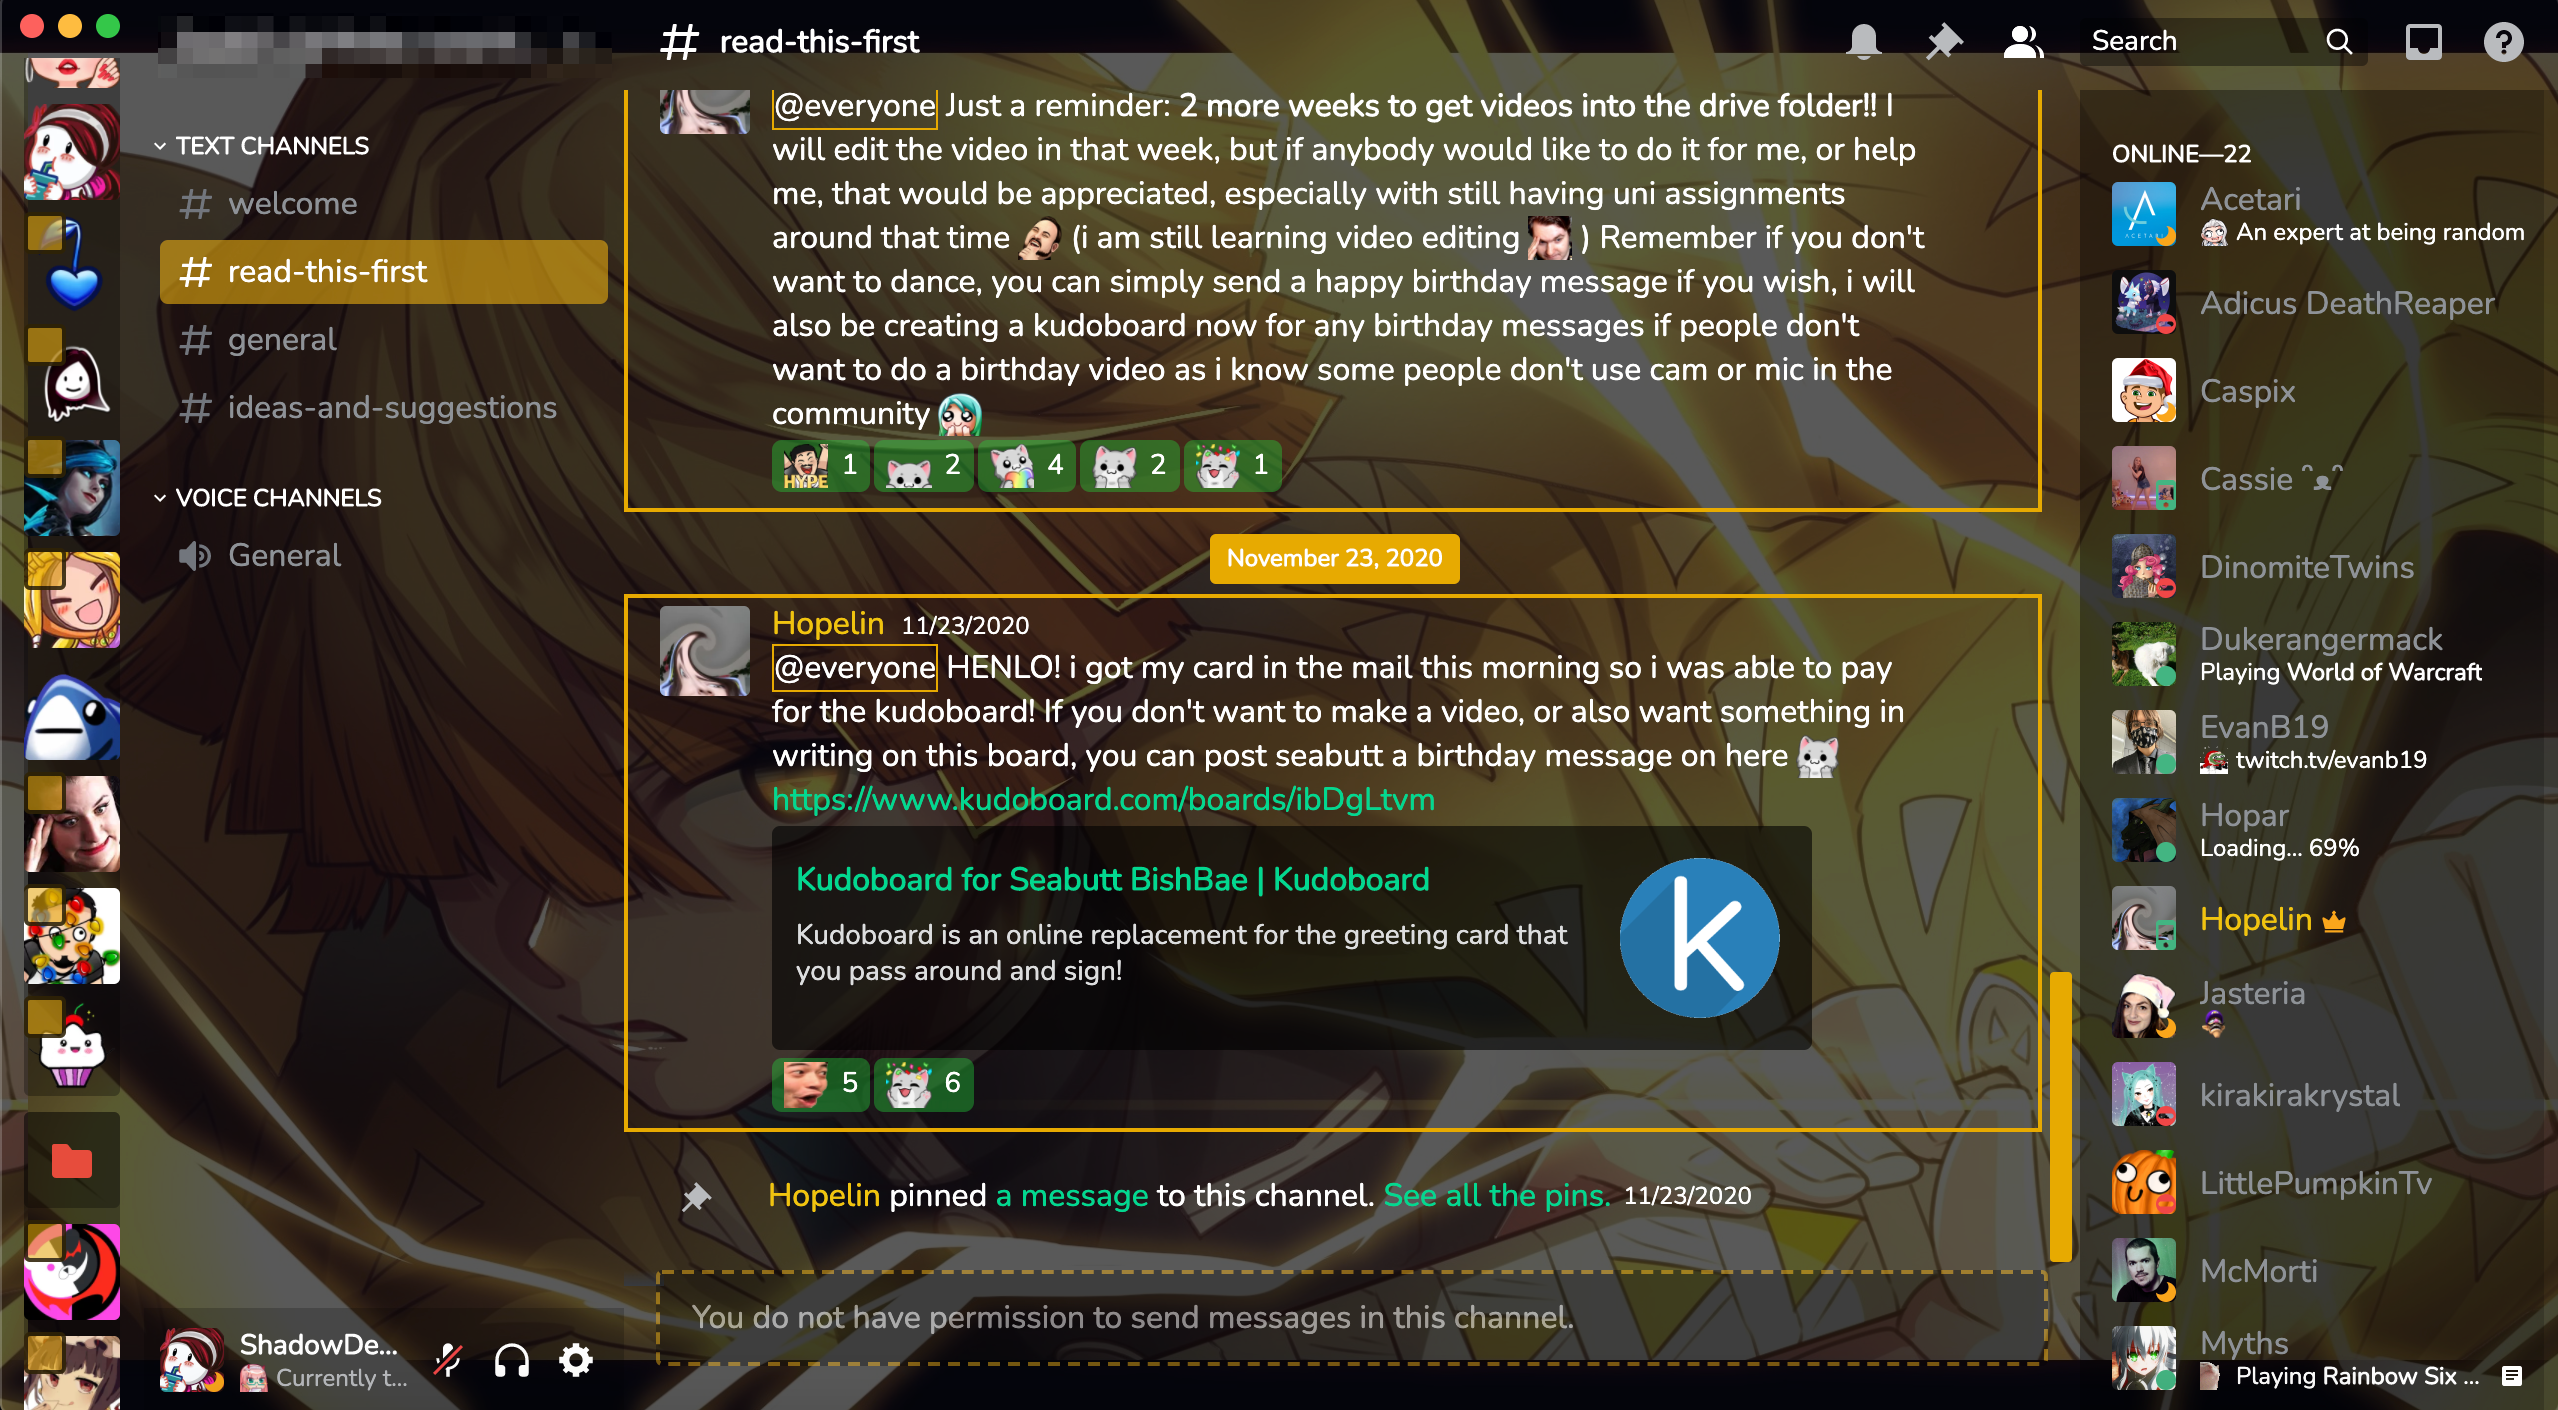 read-this-first
Search
TEXT CHANNELS
welcome
read-this-first
general
ideas-and-suggestions
VOICE CHANNELS
General
@everyone Just a reminder: 2 more weeks to get videos into the drive folder!! I
will edit the video in that week, but if anybody would like to do it for me, or help
me, that would be appreciated, especially with still having uni assignments
around that time (i am still learning video editing ) Remember if you don't
want to dance, you can simply send a happy birthday message if you wish, i will
also be creating a kudoboard now for any birthday messages if people don't
want to do a birthday video as i know some people don't use cam or mic in the
community
HYPE 1 2 4 2 1
November 23, 2020
Hopelin 11/23/2020
@everyone HENLO! i got my card in the mail this morning so i was able to pay
for the kudoboard! If you don't want to make a video, or also want something in
writing on this board, you can post seabutt a birthday message on here
https://www.kudoboard.com/boards/ibDgLtvm
Kudoboard for Seabutt BishBae | Kudoboard
Kudoboard is an online replacement for the greeting card that
you pass around and sign!
k
5 6
Hopelin pinned a message to this channel. See all the pins. 11/23/2020
You do not have permission to send messages in this channel.
ShadowDe...
Currently t...
ONLINE—22
ACETARI
Acetari
An expert at being random
Adicus DeathReaper
Caspix
Cassie
DinomiteTwins
Dukerangermack
Playing World of Warcraft
EvanB19
twitch.tv/evanb19
Hopar
Loading... 69%
Hopelin
Jasteria
kirakirakrystal
LittlePumpkinTv
McMorti
Myths
Playing Rainbow Six ...